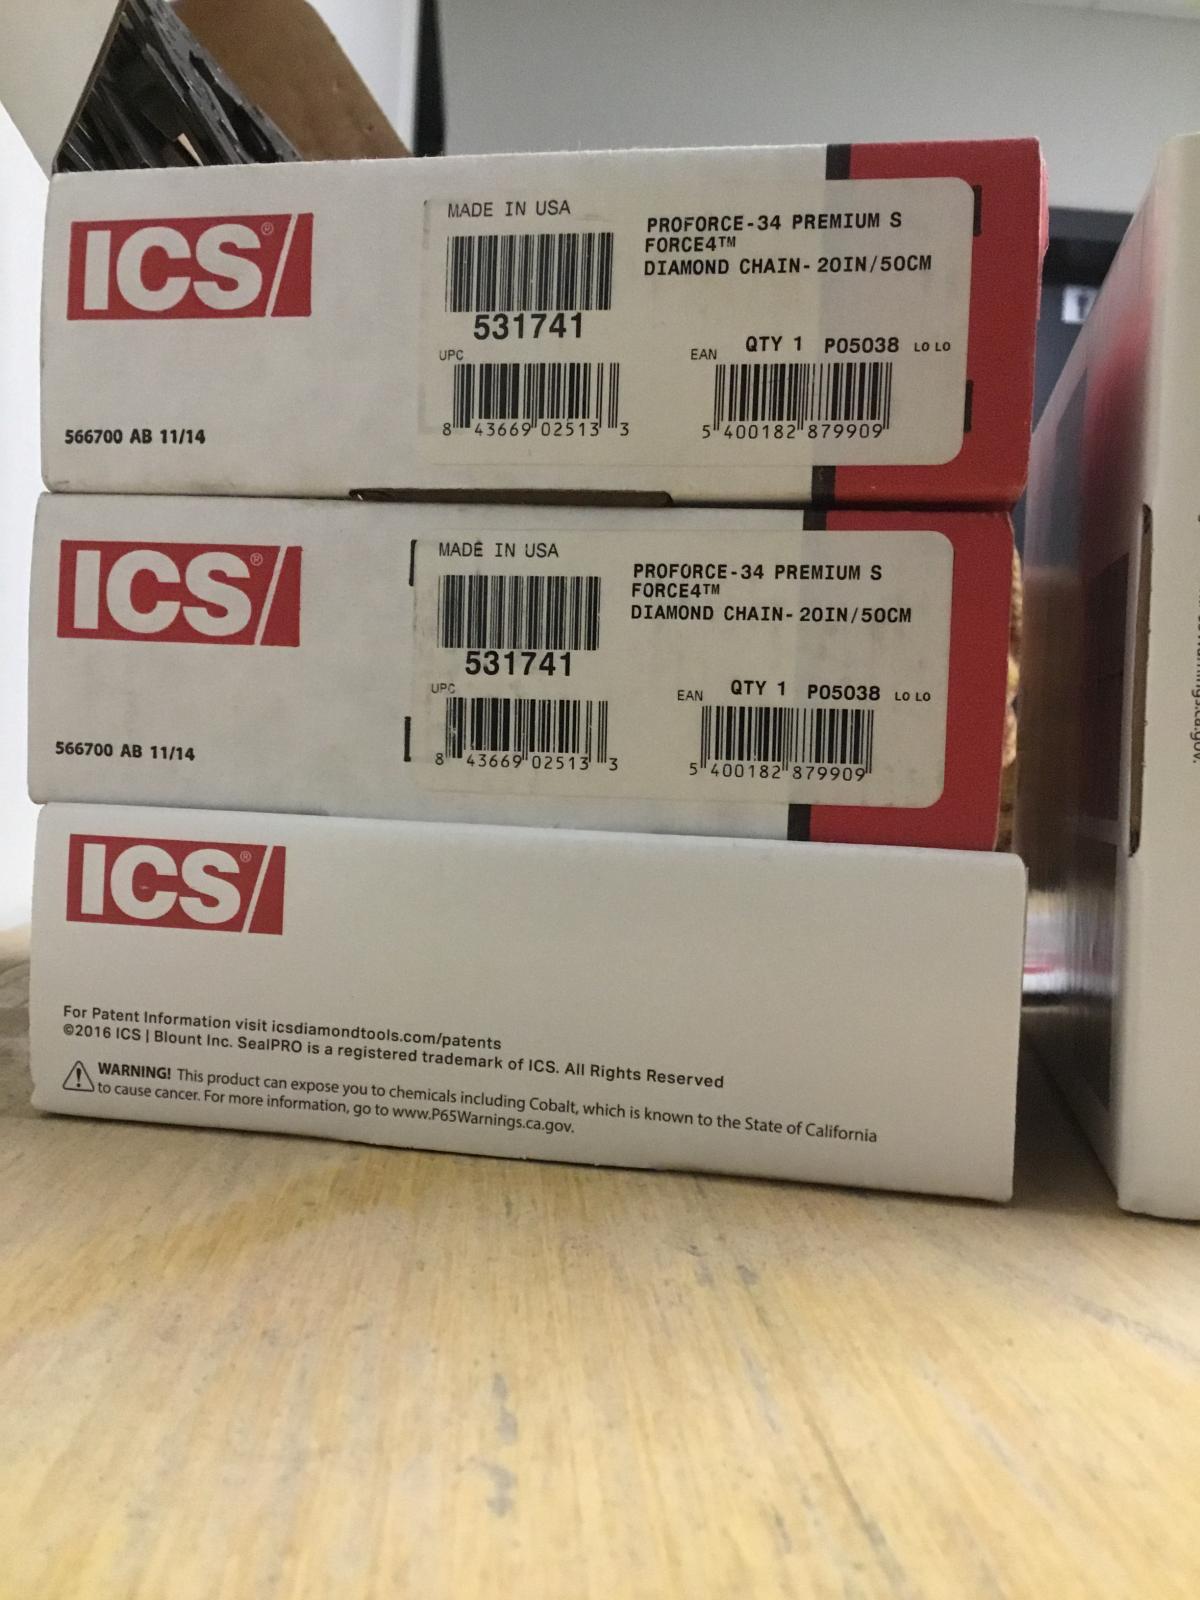 ICS®
MADE IN USA
531741
PROFORCE-34 PREMIUM S
FORCE4™
DIAMOND CHAIN-20IN/50CM
QTY 1 P05038 LO LO
UPC
8 43669 02513 3
EAN
5 400182 879909
566700 AB 11/14
ICS®
MADE IN USA
531741
PROFORCE-34 PREMIUM S
FORCE4™
DIAMOND CHAIN-20IN/50CM
QTY 1 P05038 LO LO
UPC
8 43669 02513 3
EAN
5 400182 879909
566700 AB 11/14
ICS®
For Patent Information visit icsdiamondtools.com/patents
©2016 ICS | Blount Inc. SealPRO is a registered trademark of ICS. All Rights Reserved
WARNING! This product can expose you to chemicals including Cobalt, which is known to the State of California
to cause cancer. For more information, go to www.P65Warnings.ca.gov.